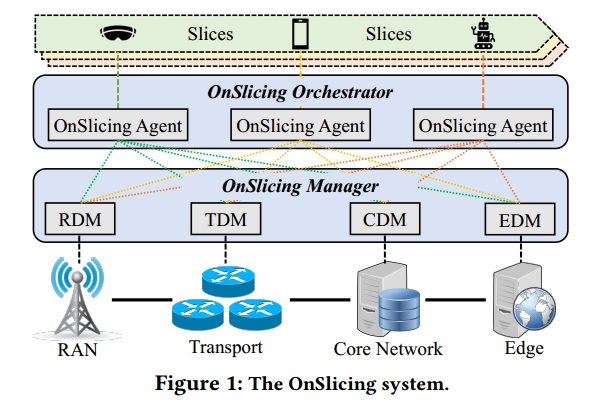 Slices Slices
OnSlicing Orchestrator
OnSlicing Agent OnSlicing Agent OnSlicing Agent
OnSlicing Manager
RDM TDM CDM EDM
RAN Transport Core Network Edge
Figure 1: The OnSlicing system.